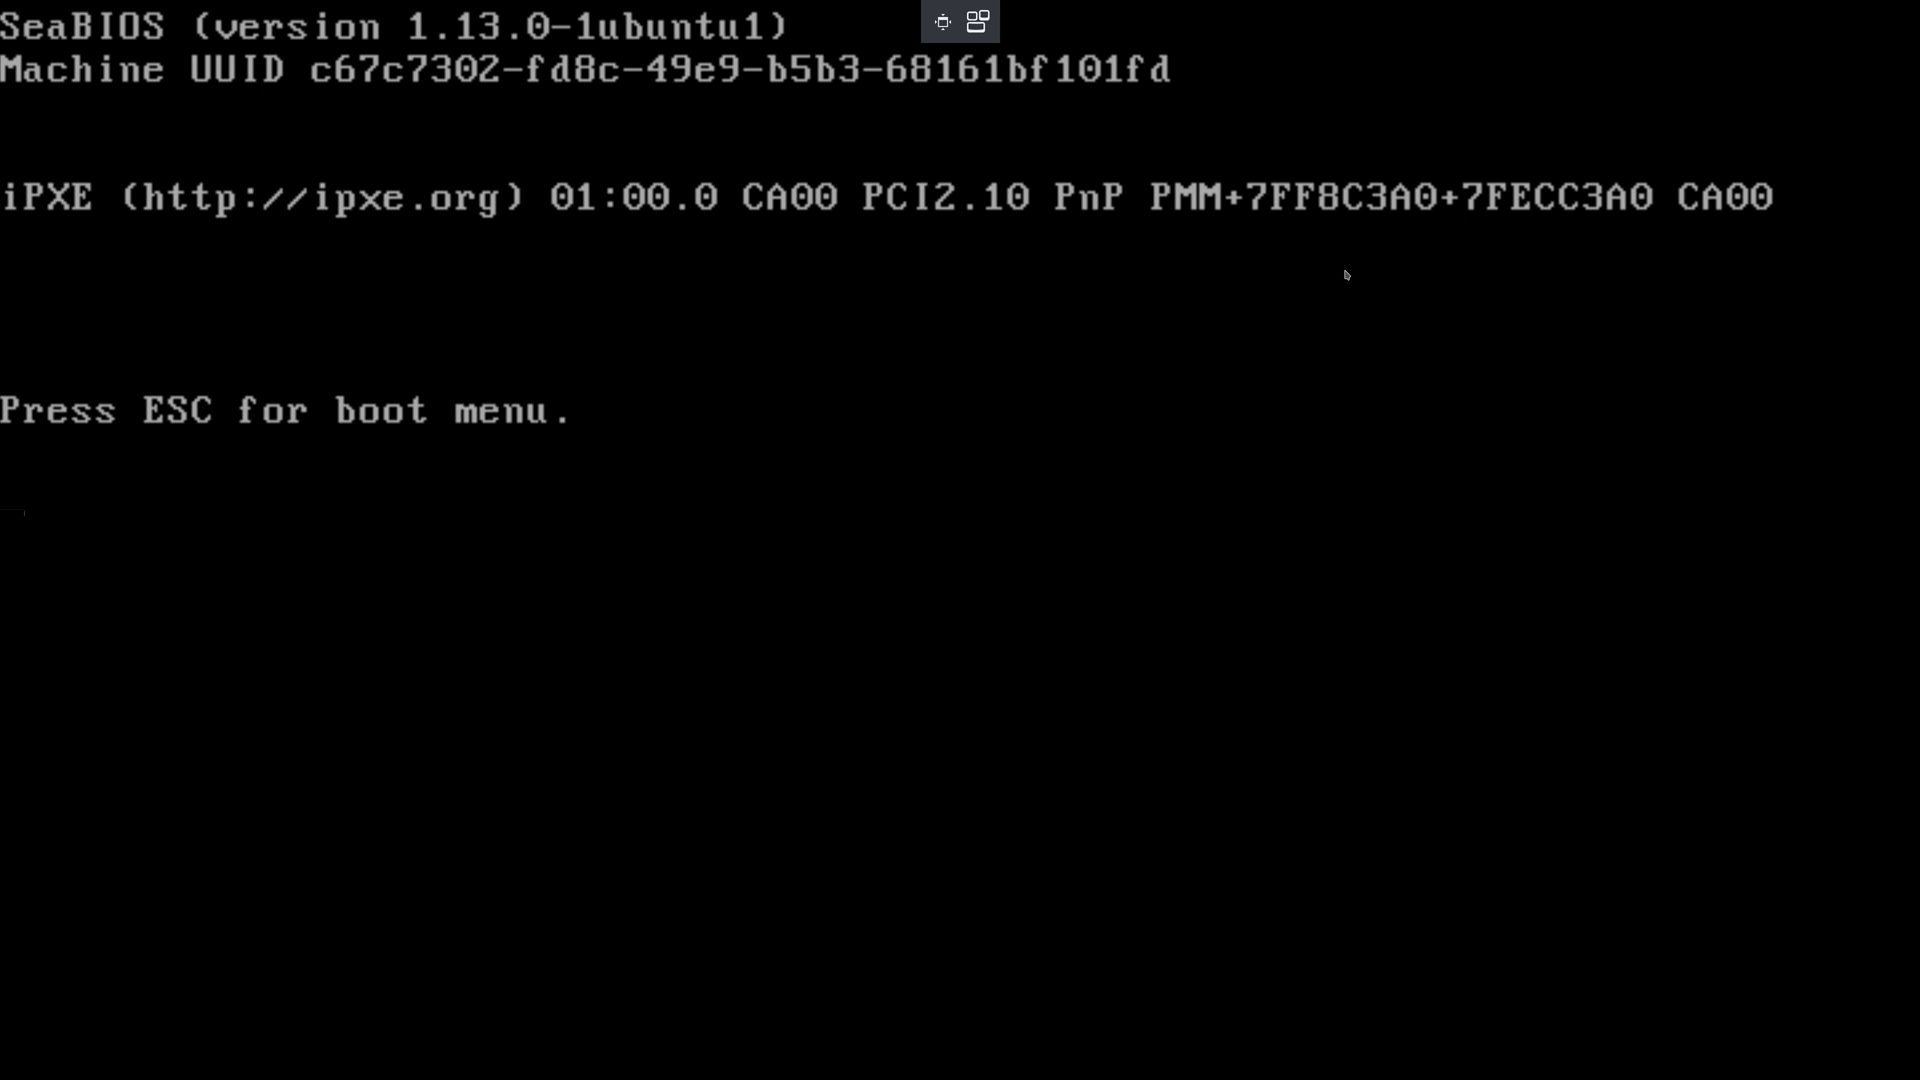 SeaBIOS (version 1.13.0-1ubuntu1)
Machine UUID c67c7302-fd8c-49e9-b5b3-68161bf101fd
iPXE (http://ipxe.org) 01:00.0 CA00 PCI2.10 PnP PMM+7FF8C3A0+7FECC3A0 CA00
Press ESC for boot menu.